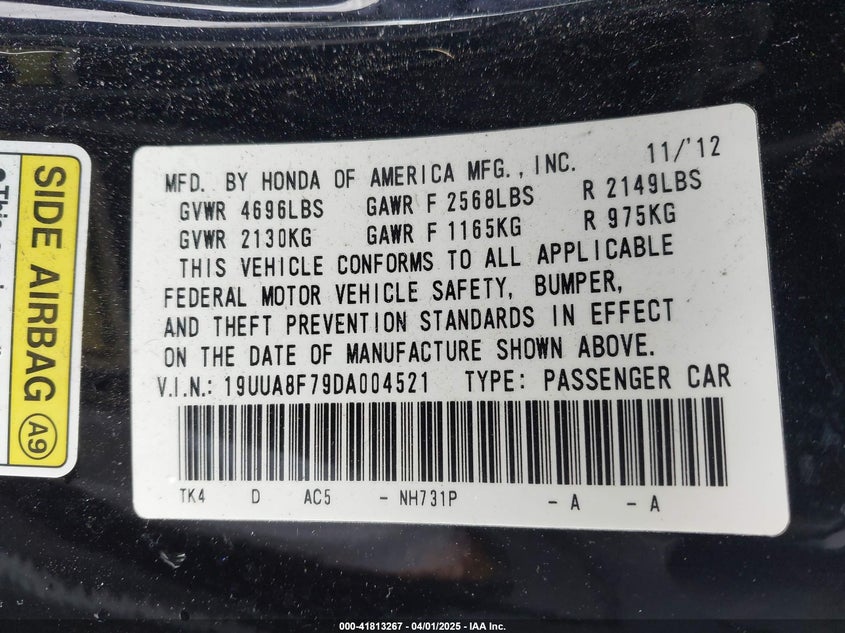 MFD. BY HONDA OF AMERICA MFG., INC. 11/'12
GVWR 4696LBS GAWR F 2568LBS R 2149LBS
GVWR 2130KG GAWR F 1165KG R 975KG
THIS VEHICLE CONFORMS TO ALL APPLICABLE
FEDERAL MOTOR VEHICLE SAFETY, BUMPER,
AND THEFT PREVENTION STANDARDS IN EFFECT
ON THE DATE OF MANUFACTURE SHOWN ABOVE.
V.I.N.: 19UUA8F79DA004521 TYPE: PASSENGER CAR
TK4 D AC5 - NH731P - A - A
SIDE AIRBAG A9
000-41813267 - 04/01/2025 - IAA Inc.